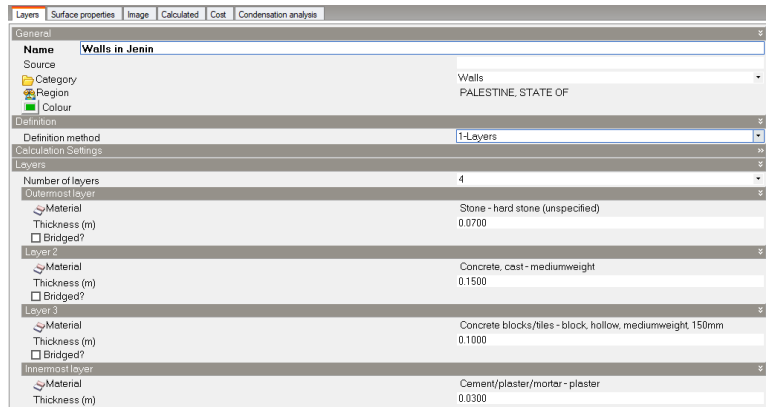 Layers Surface properties Image Calculated Cost Condensation analysis
General
Name Walls in Jenin
Source
Category Walls
Region PALESTINE, STATE OF
Colour
Definition
Definition method 1-Layers
Calculation Settings
Layers
Number of layers 4
Outermost layer
Material Stone - hard stone (unspecified)
Thickness (m) 0.0700
Bridged?
Layer 2
Material Concrete, cast - mediumweight
Thickness (m) 0.1500
Bridged?
Layer 3
Material Concrete blocks/tiles - block, hollow, mediumweight, 150mm
Thickness (m) 0.1000
Bridged?
Innermost layer
Material Cement/plaster/mortar - plaster
Thickness (m) 0.0300